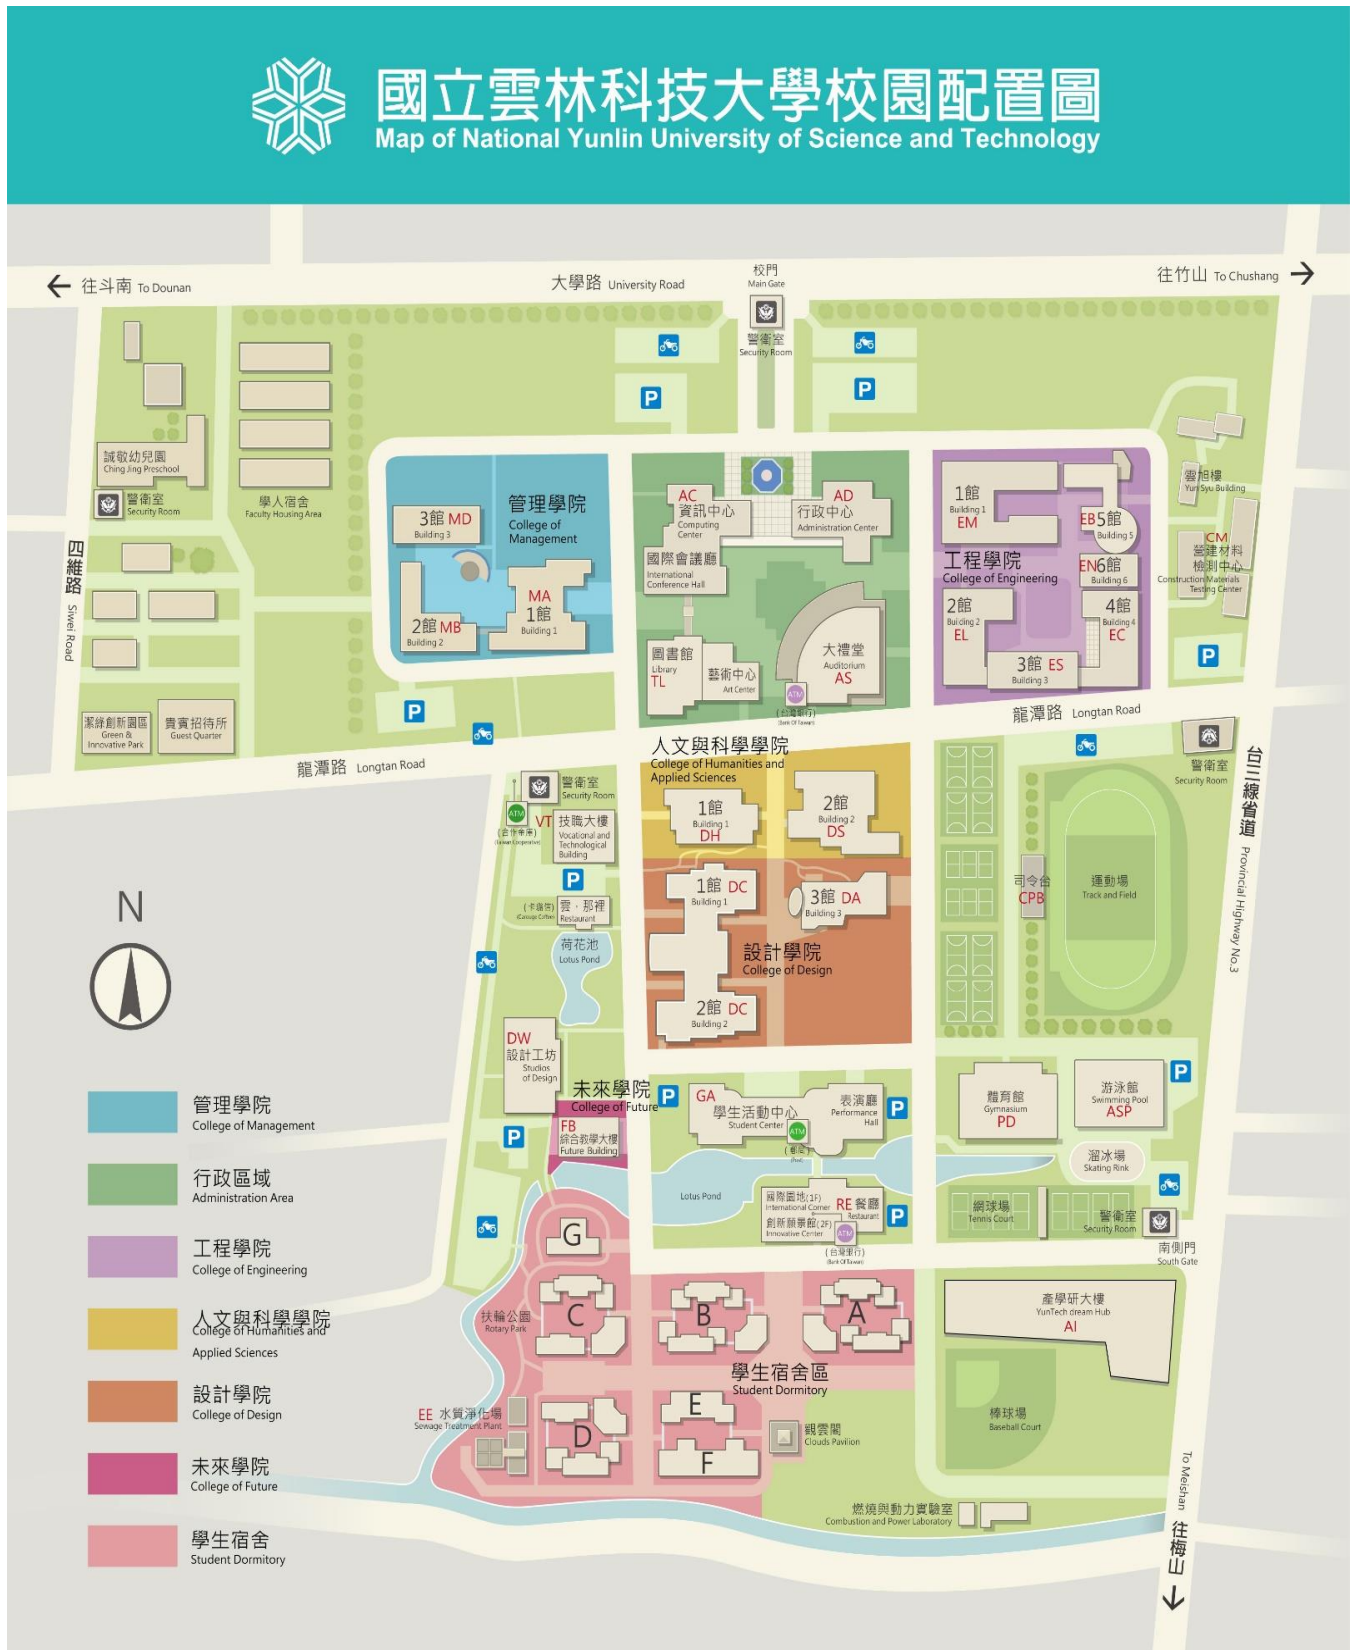 國立雲林科技大學校園配置圖
Map of National Yunlin University of Science and Technology
往斗南 To Dounan
大學路 University Road
校門
Main Gate
往竹山 To Chushang
警衛室
Security Room
P
P
誠敬幼兒園
Ching Jing Preschool
警衛室
Security Room
學人宿舍
Faculty Housing Area
四維路 Siwei Road
潔綠創新園區
Green &
Innovative Park
貴賓招待所
Guest Quarter
管理學院
College of
Management
3館 MD
Building 3
MA
1館
Building 1
2館 MB
Building 2
P
AC
資訊中心
Computing
Center
國際會議廳
International
Conference Hall
AD
行政中心
Administration Center
圖書館
Library
TL
藝術中心
Art Center
大禮堂
Auditorium
AS
ATM
(台灣銀行)
(Bank Of Taiwan)
1館
Building 1
EM
EB 5館
Building 5
工程學院
College of Engineering
EN 6館
Building 6
2館
Building 2
EL
4館
Building 4
EC
3館 ES
Building 3
雲旭樓
Yun Syu Building
CM
營建材料
檢測中心
Construction Materials
Testing Center
P
龍潭路 Longtan Road
龍潭路 Longtan Road
警衛室
Security Room
台三線省道 Provincial Highway No.3
人文與科學學院
College of Humanities and
Applied Sciences
1館
Building 1
DH
2館
Building 2
DS
警衛室
Security Room
ATM
(合作金庫)
VT 技職大樓
Vocational and
Technological
Building
P
雲・那裡
Restaurant
荷花池
Lotus Pond
1館 DC
Building 1
3館 DA
Building 3
設計學院
College of Design
2館 DC
Building 2
司令台
CPB
運動場
Track and Field
DW
設計工坊
Studios
of Design
未來學院
College of Future
FB
綜合教學大樓
Future Building
P
P
GA
學生活動中心
Student Center
表演廳
Performance
Hall
P
ATM
(郵局)
體育館
Gymnasium
PD
游泳館
Swimming Pool
ASP
P
溜冰場
Skating Rink
Lotus Pond
國際園地(1F)
International Corner
創新願景館(2F)
Innovative Center
RE 餐廳
Restaurant
P
ATM
(台灣銀行)
(Bank Of Taiwan)
網球場
Tennis Court
警衛室
Security Room
南側門
South Gate
G
C
B
A
扶輪公園
Rotary Park
學生宿舍區
Student Dormitory
產學研大樓
YunTech dream Hub
AI
EE 水質淨化場
Sewage Treatment Plant
D
E
F
觀雲閣
Clouds Pavilion
棒球場
Baseball Court
燃燒與動力實驗室
Combustion and Power Laboratory
To Meishan 往梅山
N
管理學院
College of Management
行政區域
Administration Area
工程學院
College of Engineering
人文與科學學院
College of Humanities and
Applied Sciences
設計學院
College of Design
未來學院
College of Future
學生宿舍
Student Dormitory